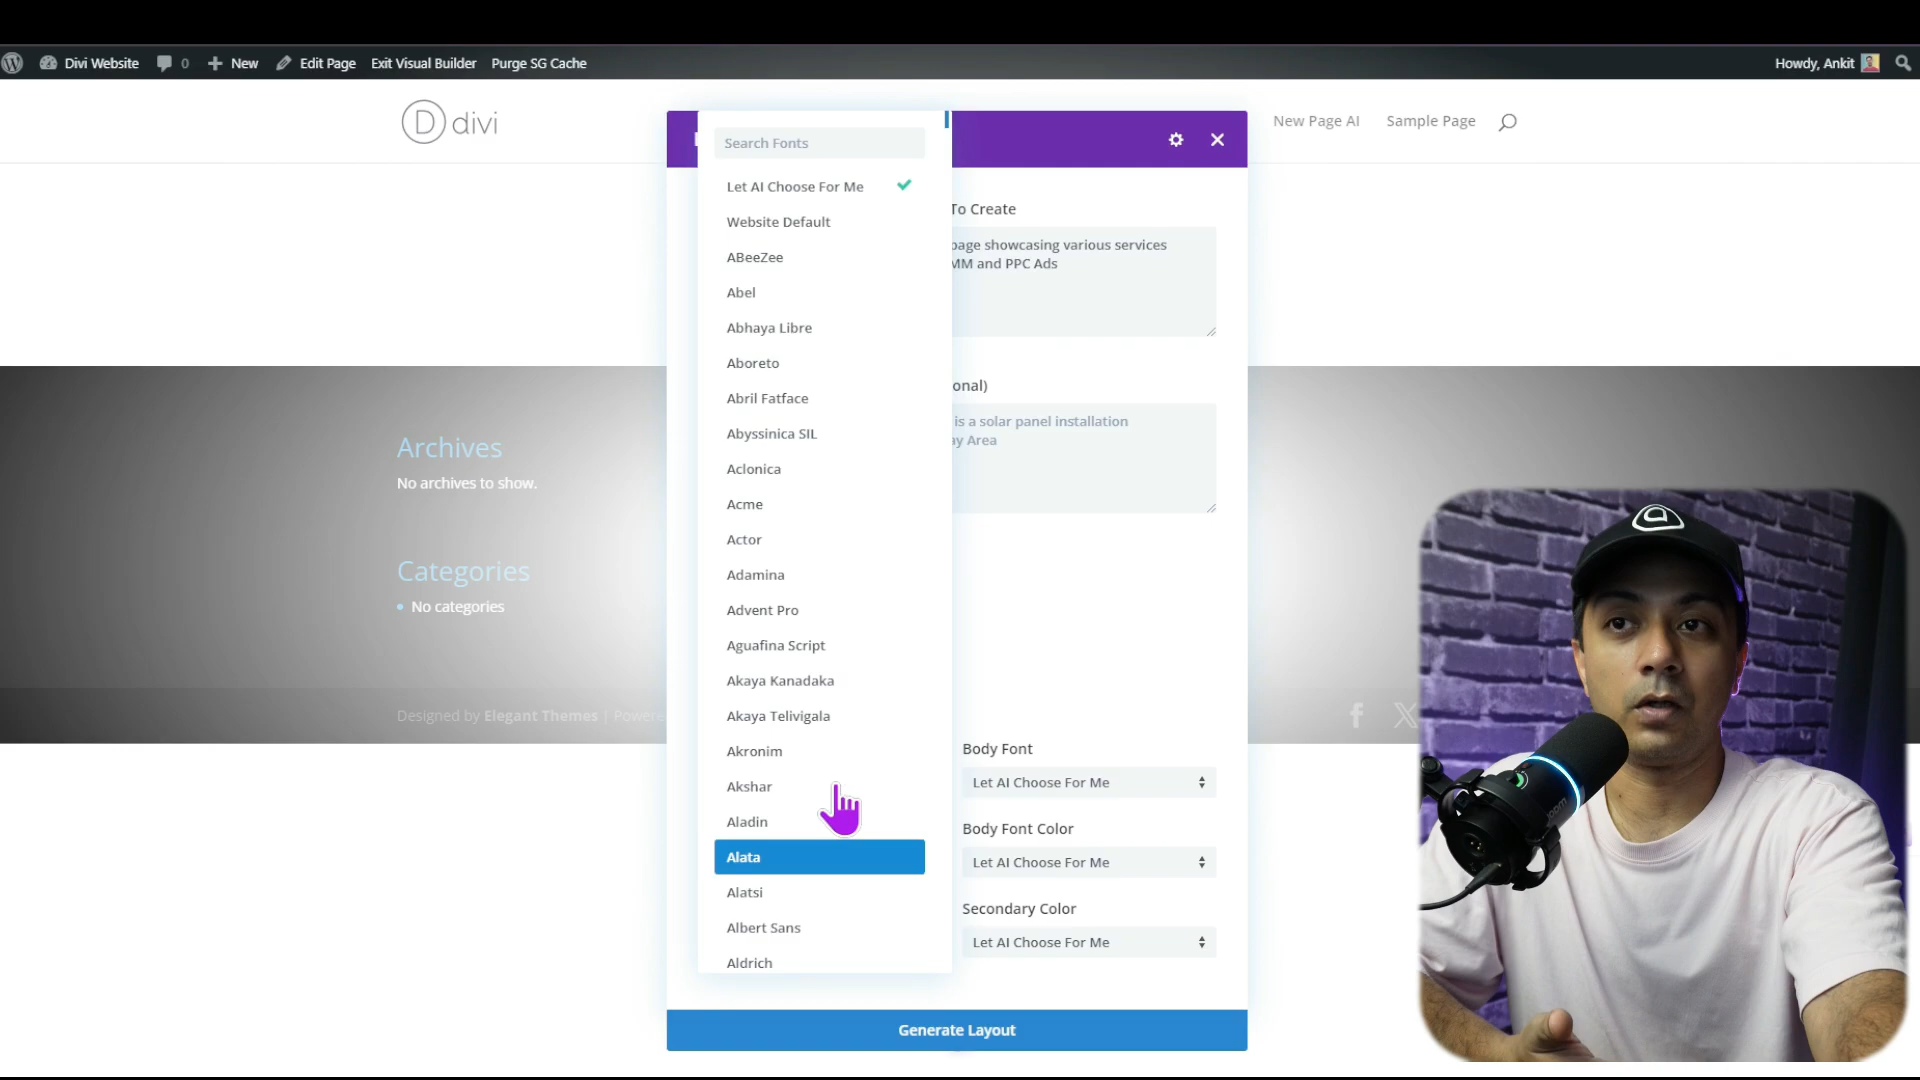 Divi Website
0
New
Edit Page
Exit Visual Builder
Purge SG Cache
Howdy, Ankit
D divi
New Page AI
Sample Page
Search Fonts
Let AI Choose For Me
Website Default
ABeeZee
Abel
Abhaya Libre
Aboreto
Abril Fatface
Abyssinica SIL
Aclonica
Acme
Actor
Adamina
Advent Pro
Aguafina Script
Akaya Kanadaka
Akaya Telivigala
Akronim
Akshar
Aladin
Alata
Alatsi
Albert Sans
Aldrich
To Create
page showcasing various services
MM and PPC Ads
onal)
is a solar panel installation
ay Area
Archives
No archives to show.
Categories
No categories
Designed by Elegant Themes | Powere
Body Font
Let AI Choose For Me
Body Font Color
Let AI Choose For Me
Secondary Color
Let AI Choose For Me
Generate Layout